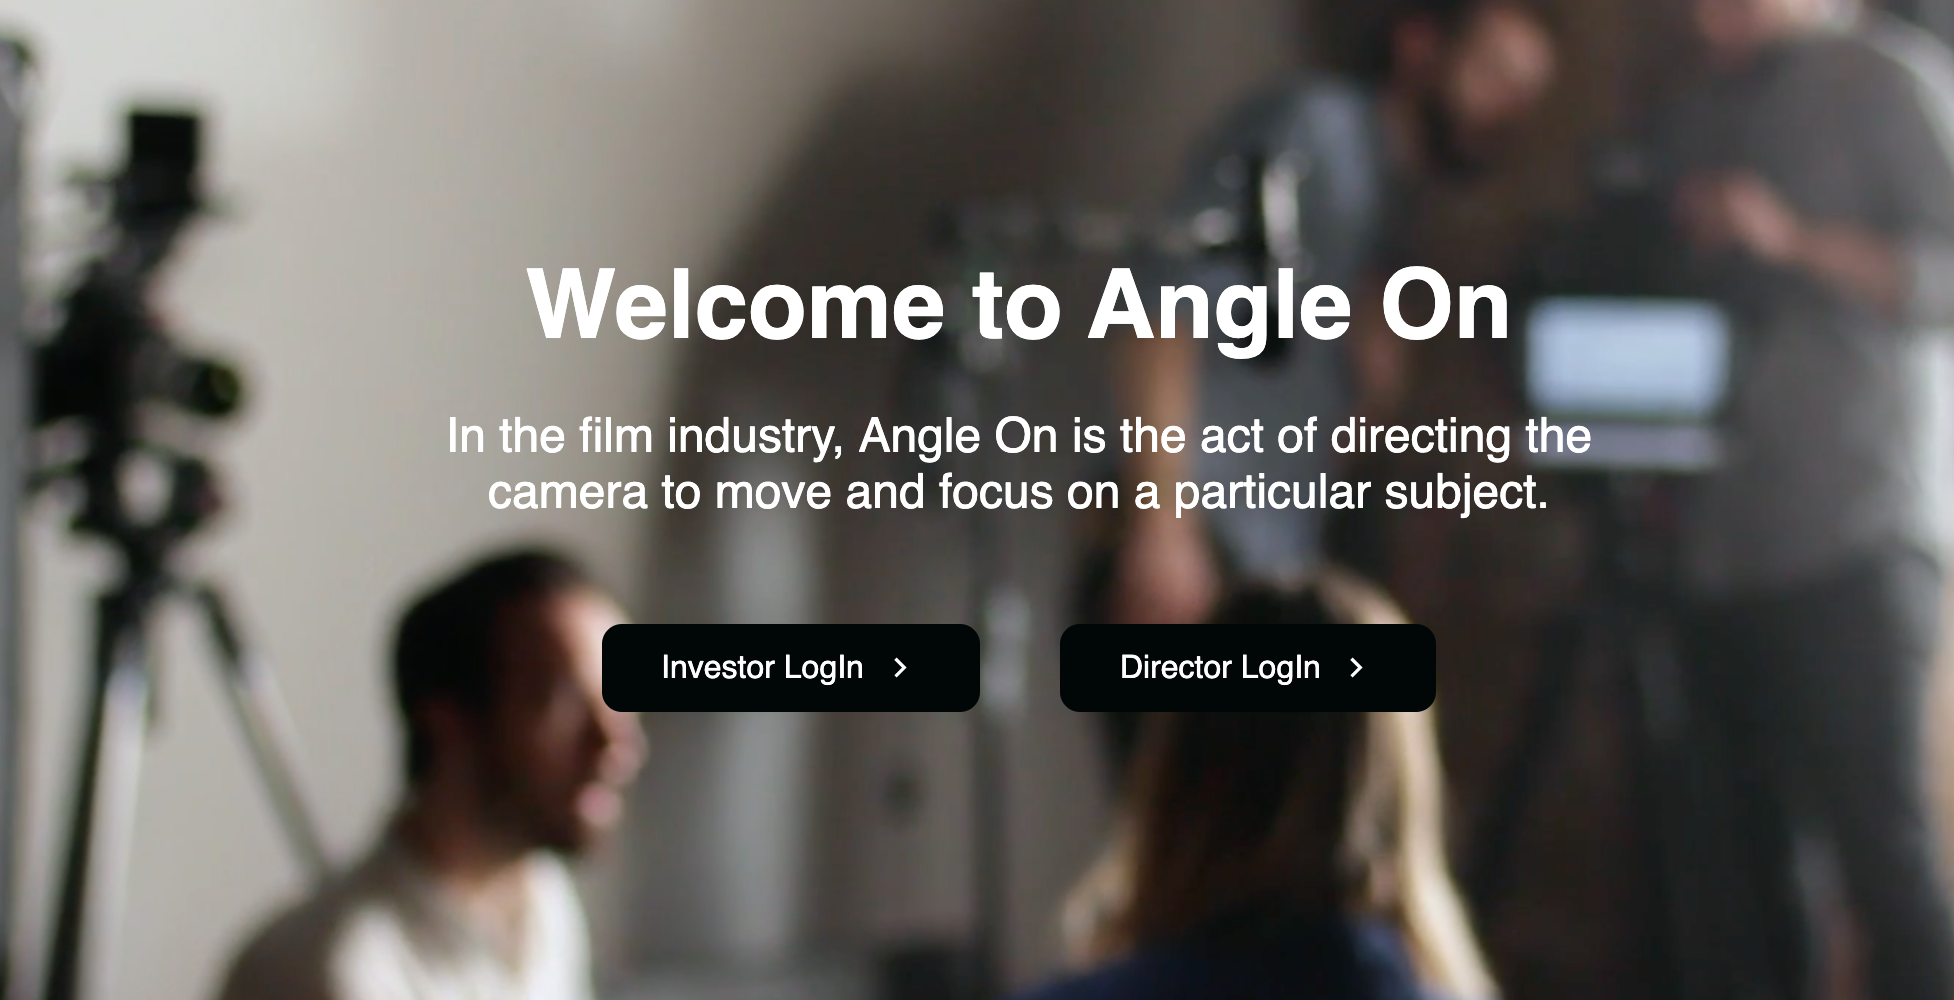 Welcome to Angle On
In the film industry, Angle On is the act of directing the
camera to move and focus on a particular subject.
Investor LogIn
Director LogIn